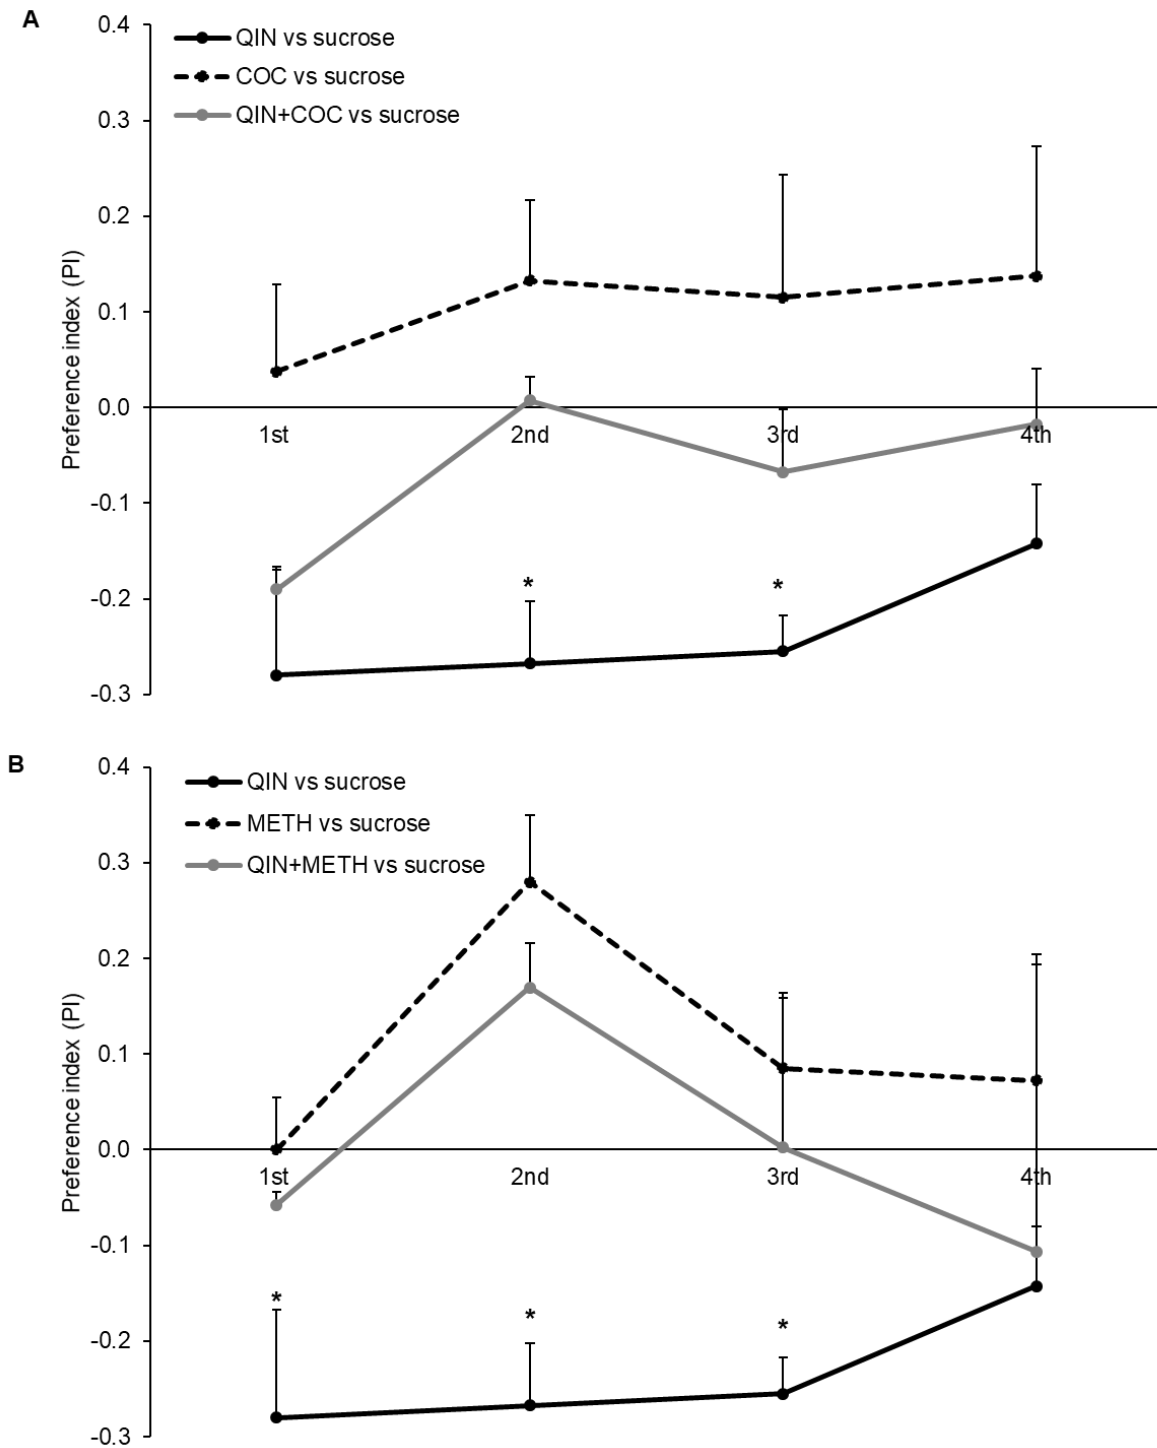 A
0.4
QIN vs sucrose
COC vs sucrose
0.3
QIN+COC vs sucrose
0.2
0.1
Preference index (PI)
0.0
1st 2nd 3rd 4th
-0.1
* *
-0.2
-0.3
B
0.4
QIN vs sucrose
METH vs sucrose
0.3
QIN+METH vs sucrose
0.2
0.1
Preference index (PI)
0.0
1st 2nd 3rd 4th
-0.1
* * *
-0.2
-0.3